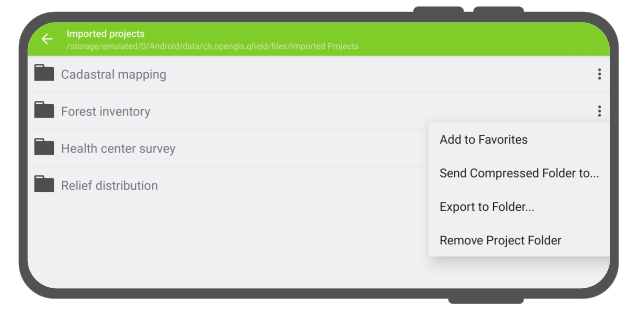 Imported projects
/storage/emulated/0/Android/data/ch.opengis.qfield/files/Imported Projects
Cadastral mapping
Forest inventory
Health center survey
Relief distribution
Add to Favorites
Send Compressed Folder to...
Export to Folder...
Remove Project Folder